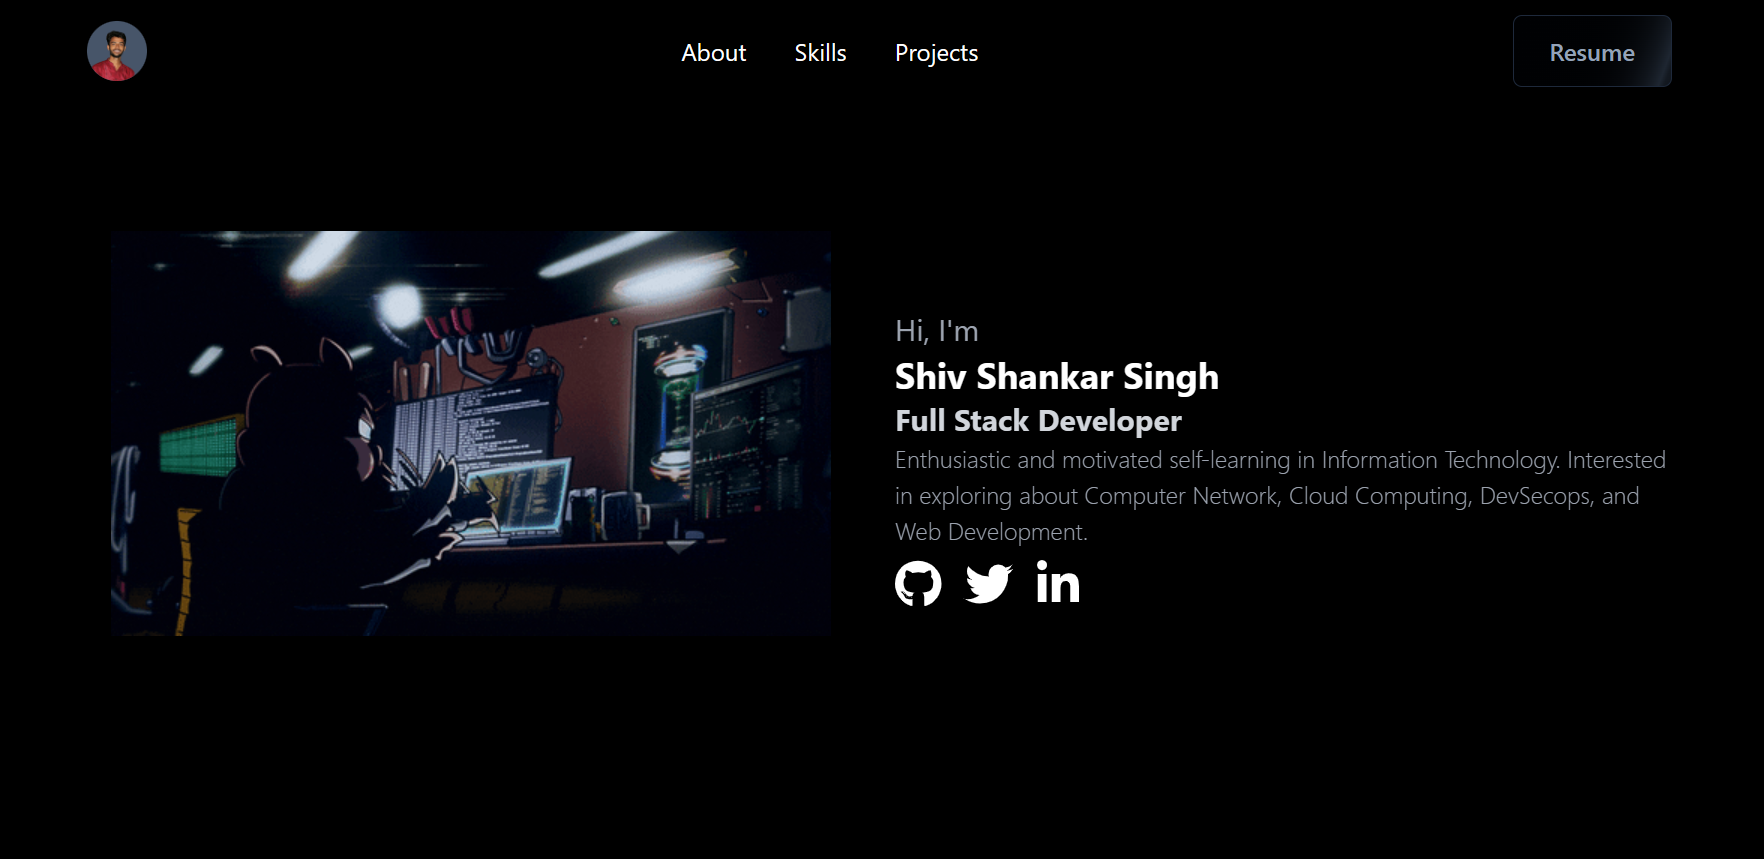 About
Skills
Projects
Resume
Hi, I'm
Shiv Shankar Singh
Full Stack Developer
Enthusiastic and motivated self-learning in Information Technology. Interested
in exploring about Computer Network, Cloud Computing, DevSecops, and
Web Development.
in